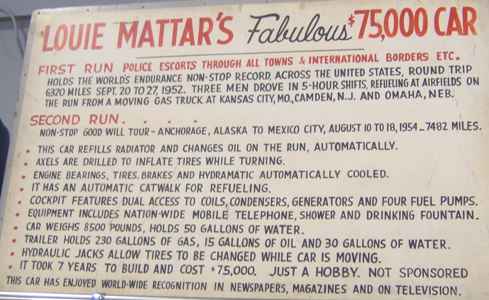 LOUIE MATTAR'S Fabulous $75,000 CAR
FIRST RUN POLICE ESCORTS THROUGH ALL TOWNS & INTERNATIONAL BORDERS ETC.
HOLDS THE WORLD'S ENDURANCE NON-STOP RECORD, ACROSS THE UNITED STATES, ROUND TRIP
6320 MILES SEPT. 20 TO 27, 1952. THREE MEN DROVE IN 5-HOUR SHIFTS, REFUELING AT AIRFIELDS ON
THE RUN FROM A MOVING GAS TRUCK AT KANSAS CITY, MO., CAMDEN, N.J. AND OMAHA, NEB.
SECOND RUN. . . . .
NON-STOP GOOD WILL TOUR - ANCHORAGE, ALASKA TO MEXICO CITY, AUGUST 10 TO 18, 1954 - 7482 MILES.
• THIS CAR REFILLS RADIATOR AND CHANGES OIL ON THE RUN, AUTOMATICALLY.
• AXELS ARE DRILLED TO INFLATE TIRES WHILE TURNING.
• ENGINE BEARINGS, TIRES, BRAKES AND HYDRAMATIC AUTOMATICALLY COOLED.
• IT HAS AN AUTOMATIC CATWALK FOR REFUELING.
• COCKPIT FEATURES DUAL ACCESS TO COILS, CONDENSERS, GENERATORS AND FOUR FUEL PUMPS.
• EQUIPMENT INCLUDES NATION-WIDE MOBILE TELEPHONE, SHOWER AND DRINKING FOUNTAIN.
• CAR WEIGHS 8500 POUNDS, HOLDS 50 GALLONS OF WATER.
• TRAILER HOLDS 230 GALLONS OF GAS, 15 GALLONS OF OIL AND 30 GALLONS OF WATER.
• HYDRAULIC JACKS ALLOW TIRES TO BE CHANGED WHILE CAR IS MOVING.
• IT TOOK 7 YEARS TO BUILD AND COST $75,000. JUST A HOBBY. NOT SPONSORED
THIS CAR HAS ENJOYED WORLD-WIDE RECOGNITION IN NEWSPAPERS, MAGAZINES AND ON TELEVISION.